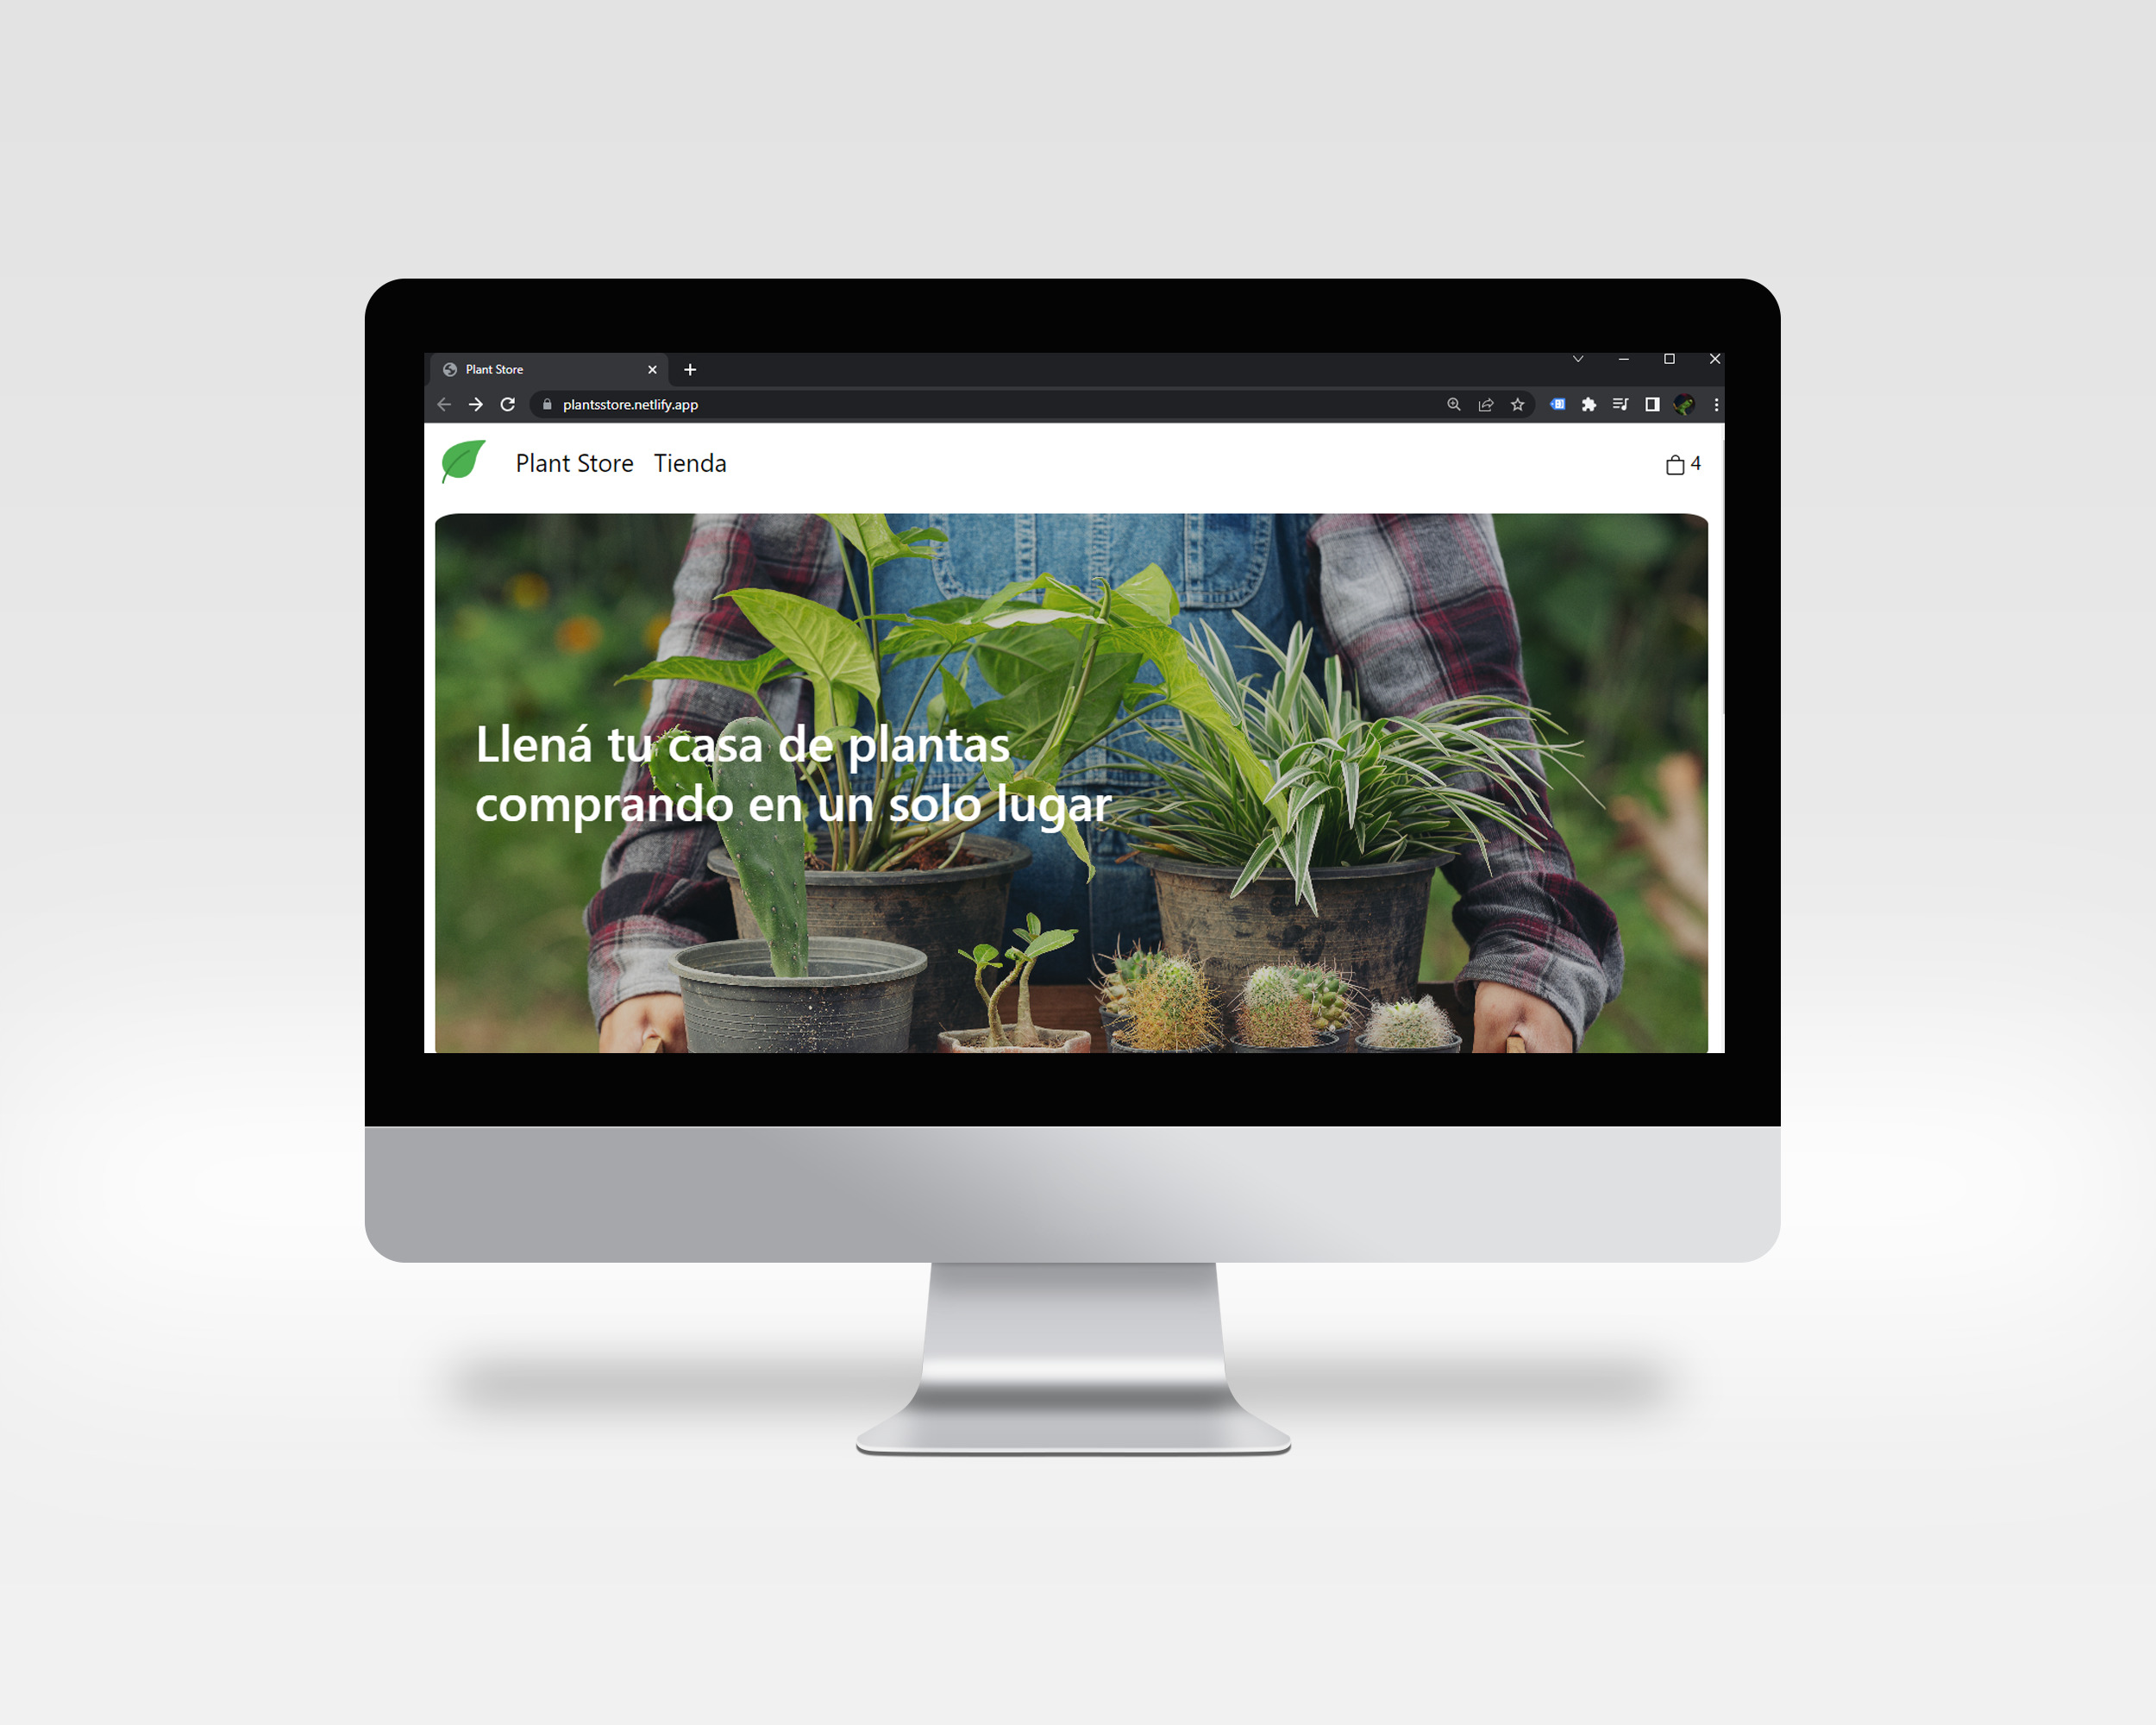 Plant Store
plantsstore.netlify.app
Plant Store Tienda
4
Llená tu casa de plantas
comprando en un solo lugar